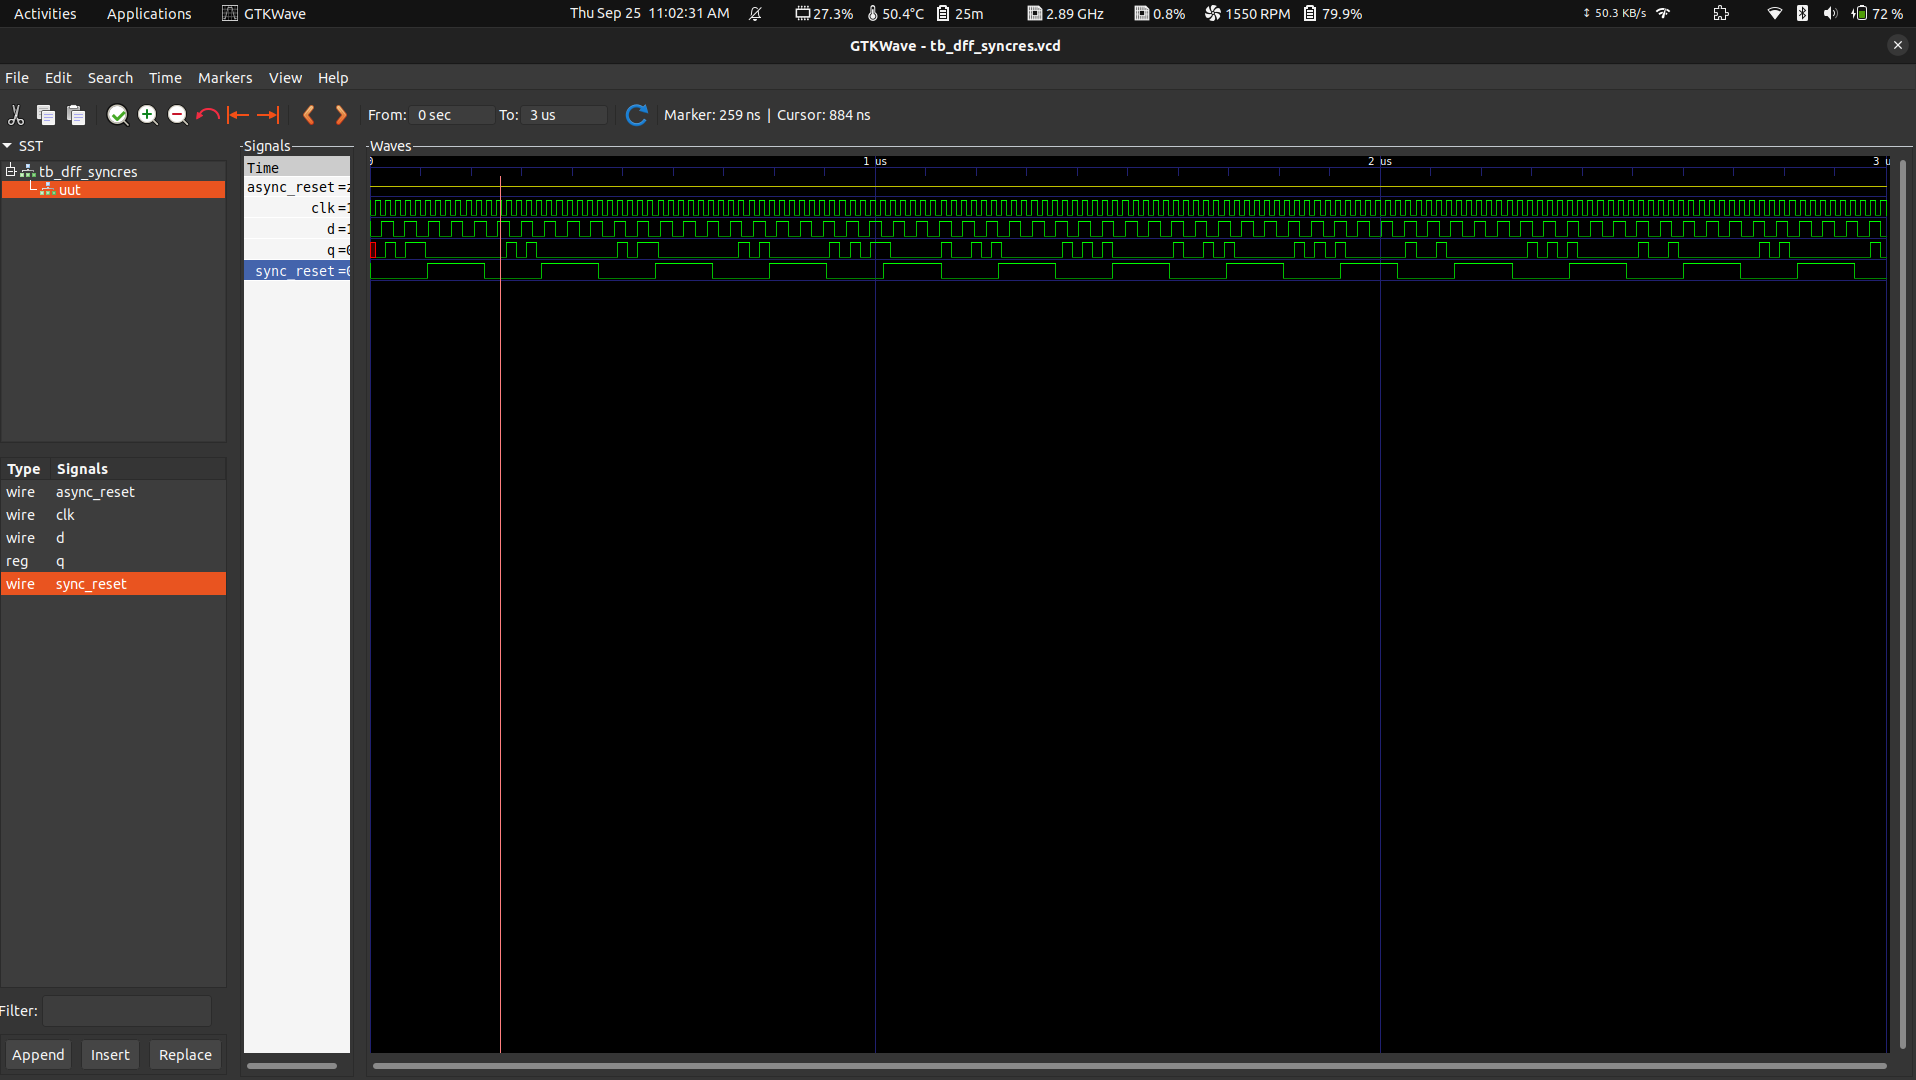 Activities Applications GTKWave Thu Sep 25 11:02:31 AM 27.3% 50.4°C 25m 2.89 GHz 0.8% 1550 RPM 79.9% 50.3 KB/s 72 %
GTKWave - tb_dff_syncres.vcd
File Edit Search Time Markers View Help
From: 0 sec To: 3 us Marker: 259 ns | Cursor: 884 ns
SST
tb_dff_syncres
uut
Type Signals
wire async_reset
wire clk
wire d
reg q
wire sync_reset
Filter:
Append Insert Replace
Signals
Time
async_reset=z
clk=1
d=1
q=0
sync_reset=0
Waves
0 1 us 2 us 3 u